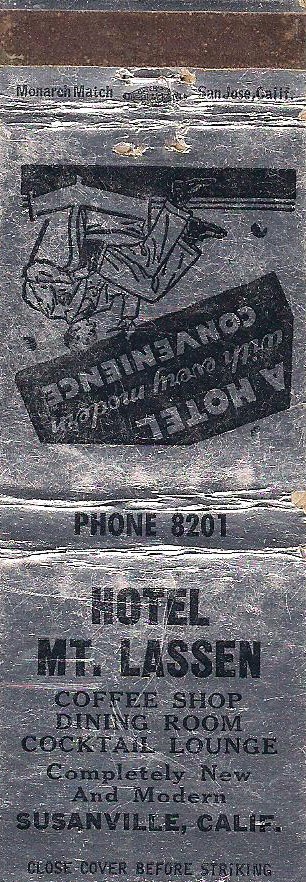 Monarch Match San Jose, Calif.
A HOTEL
with every modern
CONVENIENCE
PHONE 8201
HOTEL
MT. LASSEN
COFFEE SHOP
DINING ROOM
COCKTAIL LOUNGE
Completely New
And Modern
SUSANVILLE, CALIF.
CLOSE COVER BEFORE STRIKING